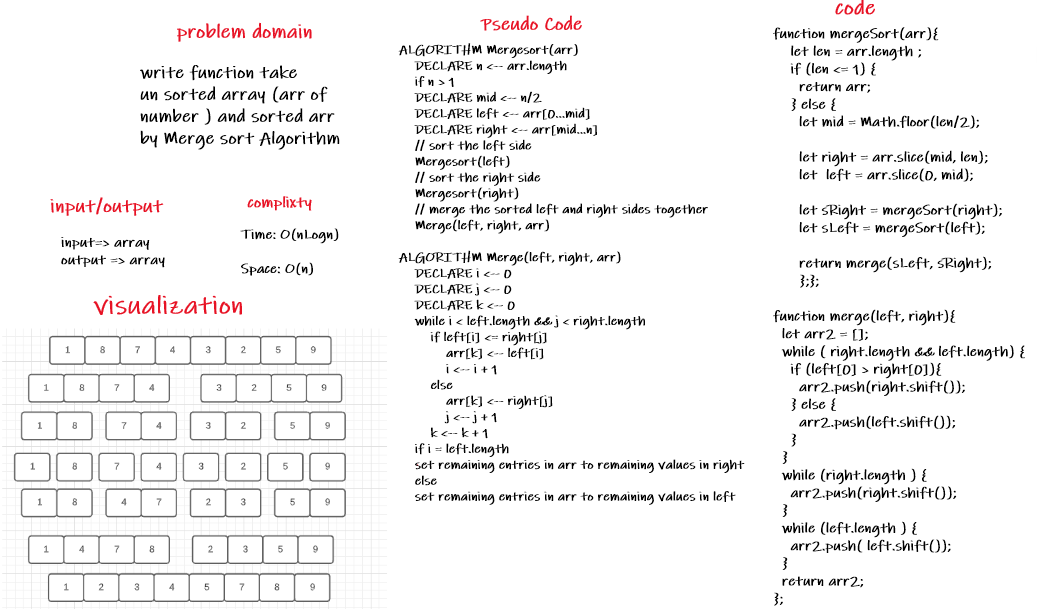 problem domain
write function take
un sorted array (arr of
number ) and sorted arr
by Merge sort Algorithm
input/output
input=> array
output => array
complixty
Time: O(nLogn)
Space: O(n)
visualization
1 8 7 4 3 2 5 9
1 8 7 4 3 2 5 9
1 8 7 4 3 2 5 9
1 8 7 4 3 2 5 9
1 8 4 7 2 3 5 9
1 4 7 8 2 3 5 9
1 2 3 4 5 7 8 9
Pseudo Code
ALGORITHM Mergesort(arr)
DECLARE n <-- arr.length
if n > 1
DECLARE mid <-- n/2
DECLARE left <-- arr[0...mid]
DECLARE right <-- arr[mid...n]
// sort the left side
Mergesort(left)
// sort the right side
Mergesort(right)
// merge the sorted left and right sides together
Merge(left, right, arr)
ALGORITHM Merge(left, right, arr)
DECLARE i <-- 0
DECLARE j <-- 0
DECLARE k <-- 0
while i < left.length && j < right.length
if left[i] <= right[j]
arr[k] <-- left[i]
i <-- i + 1
else
arr[k] <-- right[j]
j <-- j + 1
k <-- k + 1
if i = left.length
set remaining entries in arr to remaining values in right
else
set remaining entries in arr to remaining values in left
code
function mergeSort(arr){
let len = arr.length ;
if (len <= 1) {
return arr;
} else {
let mid = Math.floor(len/2);
let right = arr.slice(mid, len);
let left = arr.slice(0, mid);
let sRight = mergeSort(right);
let sLeft = mergeSort(left);
return merge(sLeft, sRight);
};};
function merge(left, right){
let arr2 = [];
while ( right.length && left.length) {
if (left[0] > right[0]){
arr2.push(right.shift());
} else {
arr2.push(left.shift());
}
}
while (right.length ) {
arr2.push(right.shift());
}
while (left.length ) {
arr2.push( left.shift());
}
return arr2;
};